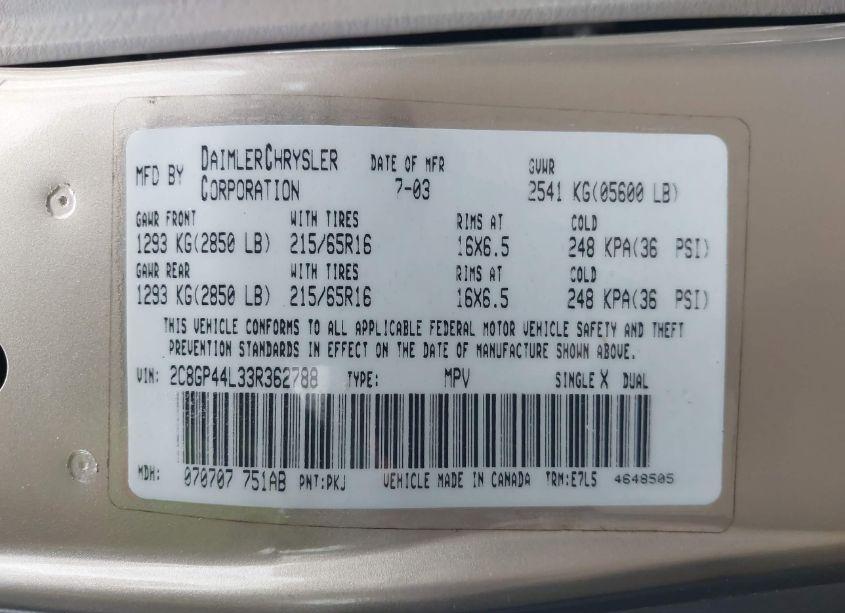 MFD BY DAIMLERCHRYSLER CORPORATION DATE OF MFR 7-03 GVWR 2541 KG(05600 LB)
GAWR FRONT WITH TIRES RIMS AT COLD
1293 KG(2850 LB) 215/65R16 16X6.5 248 KPA(36 PSI)
GAWR REAR WITH TIRES RIMS AT COLD
1293 KG(2850 LB) 215/65R16 16X6.5 248 KPA(36 PSI)
THIS VEHICLE CONFORMS TO ALL APPLICABLE FEDERAL MOTOR VEHICLE SAFETY AND THEFT
PREVENTION STANDARDS IN EFFECT ON THE DATE OF MANUFACTURE SHOWN ABOVE.
VIN: 2C8GP44L33R362788 TYPE: MPV SINGLE X DUAL
MDH: 070707 751AB PNT:PKJ VEHICLE MADE IN CANADA TRM:E7L5 4648505